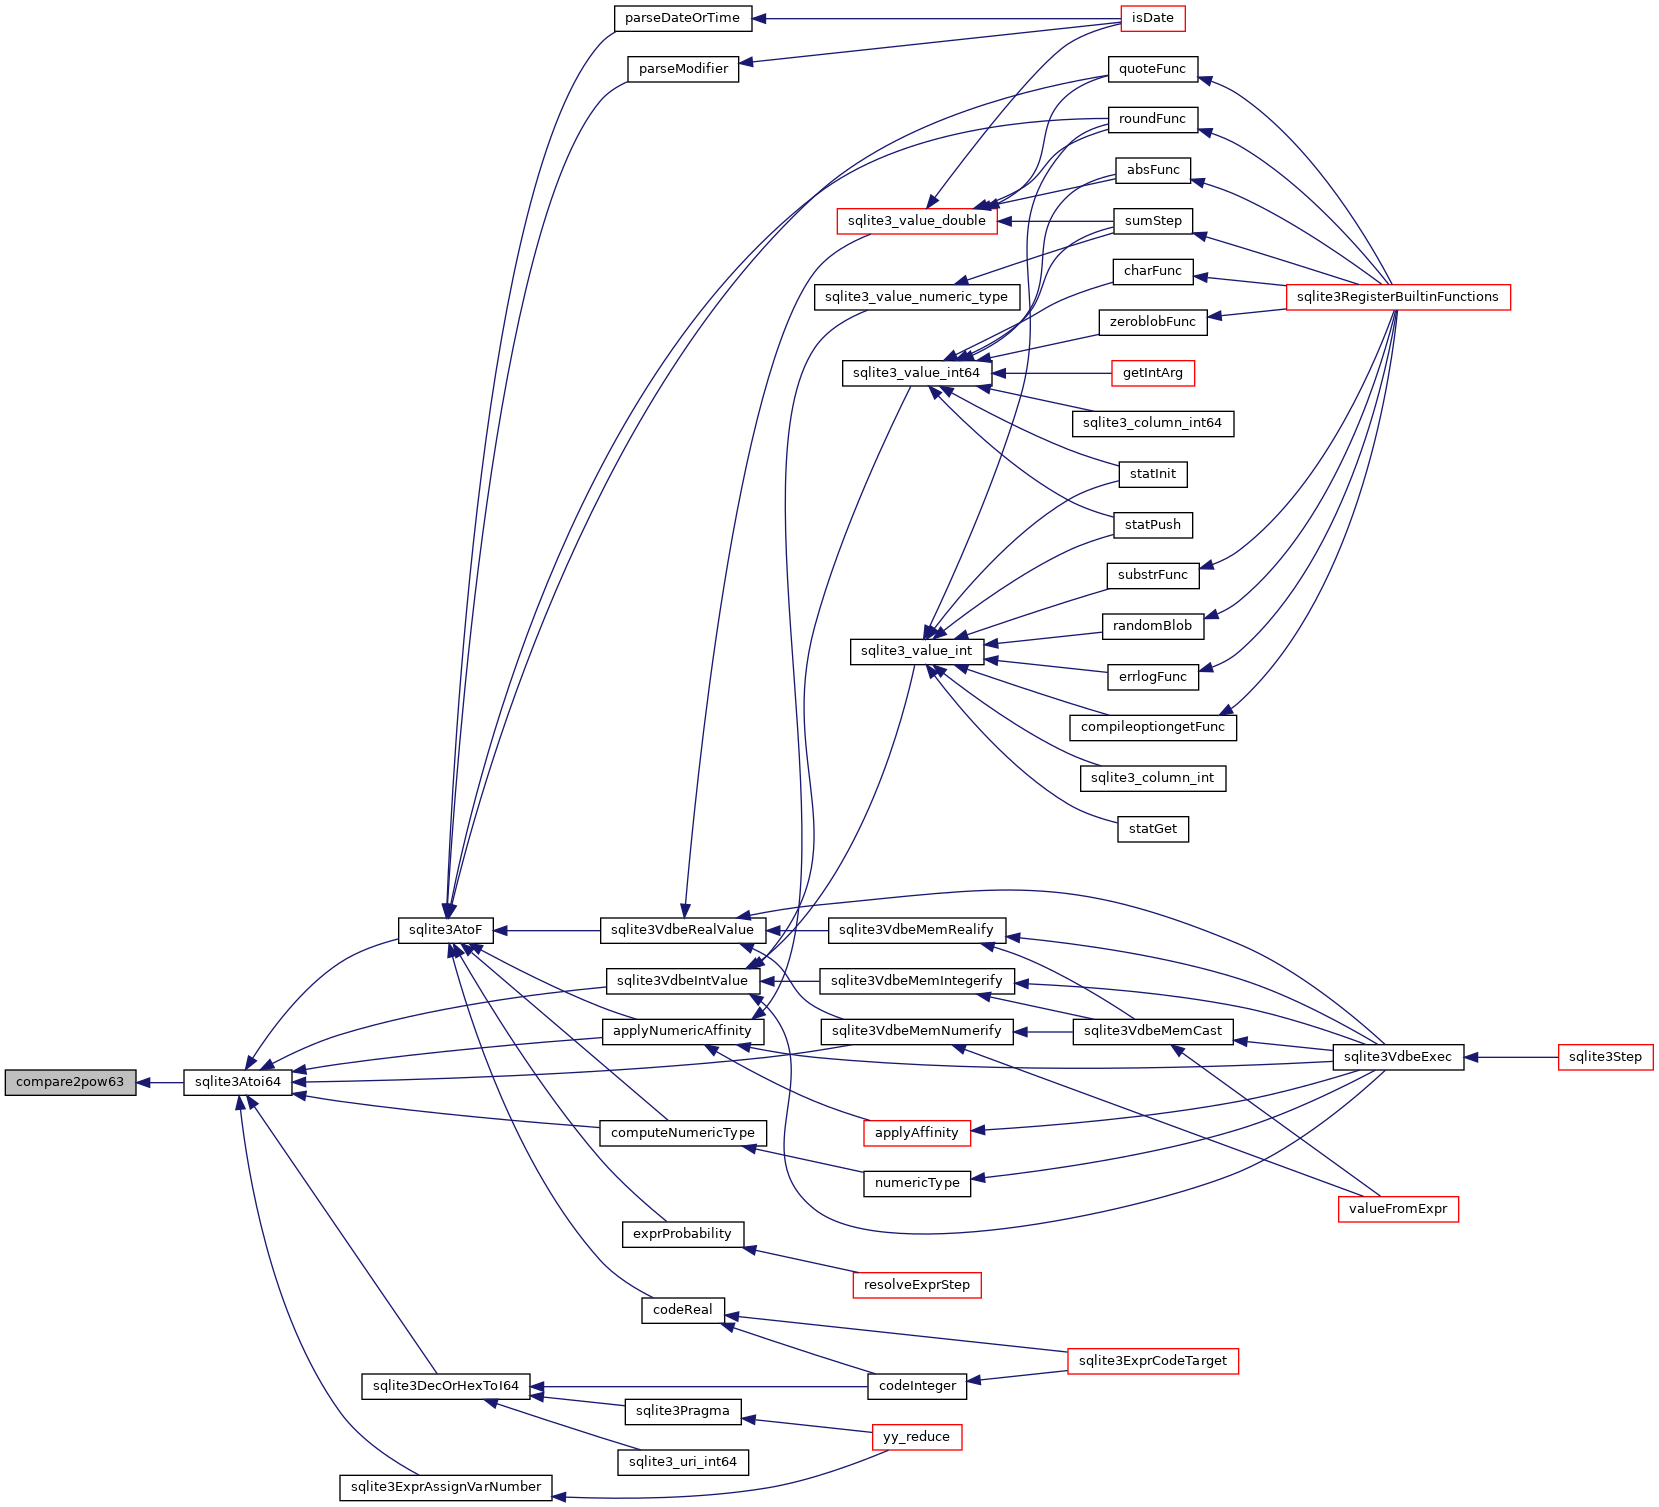 parseDateOrTime
isDate
parseModifier
quoteFunc
roundFunc
absFunc
sqlite3_value_double
sumStep
charFunc
sqlite3_value_numeric_type
sqlite3RegisterBuiltinFunctions
zeroblobFunc
sqlite3_value_int64
getIntArg
sqlite3_column_int64
statInit
statPush
substrFunc
randomBlob
sqlite3_value_int
errlogFunc
compileoptiongetFunc
sqlite3_column_int
statGet
sqlite3AtoF
sqlite3VdbeRealValue
sqlite3VdbeMemRealify
sqlite3VdbeIntValue
sqlite3VdbeMemIntegerify
applyNumericAffinity
sqlite3VdbeMemNumerify
sqlite3VdbeMemCast
sqlite3VdbeExec
sqlite3Step
compare2pow63
sqlite3Atoi64
computeNumericType
applyAffinity
numericType
valueFromExpr
exprProbability
resolveExprStep
codeReal
sqlite3ExprCodeTarget
sqlite3DecOrHexToI64
codeInteger
sqlite3Pragma
yy_reduce
sqlite3_uri_int64
sqlite3ExprAssignVarNumber